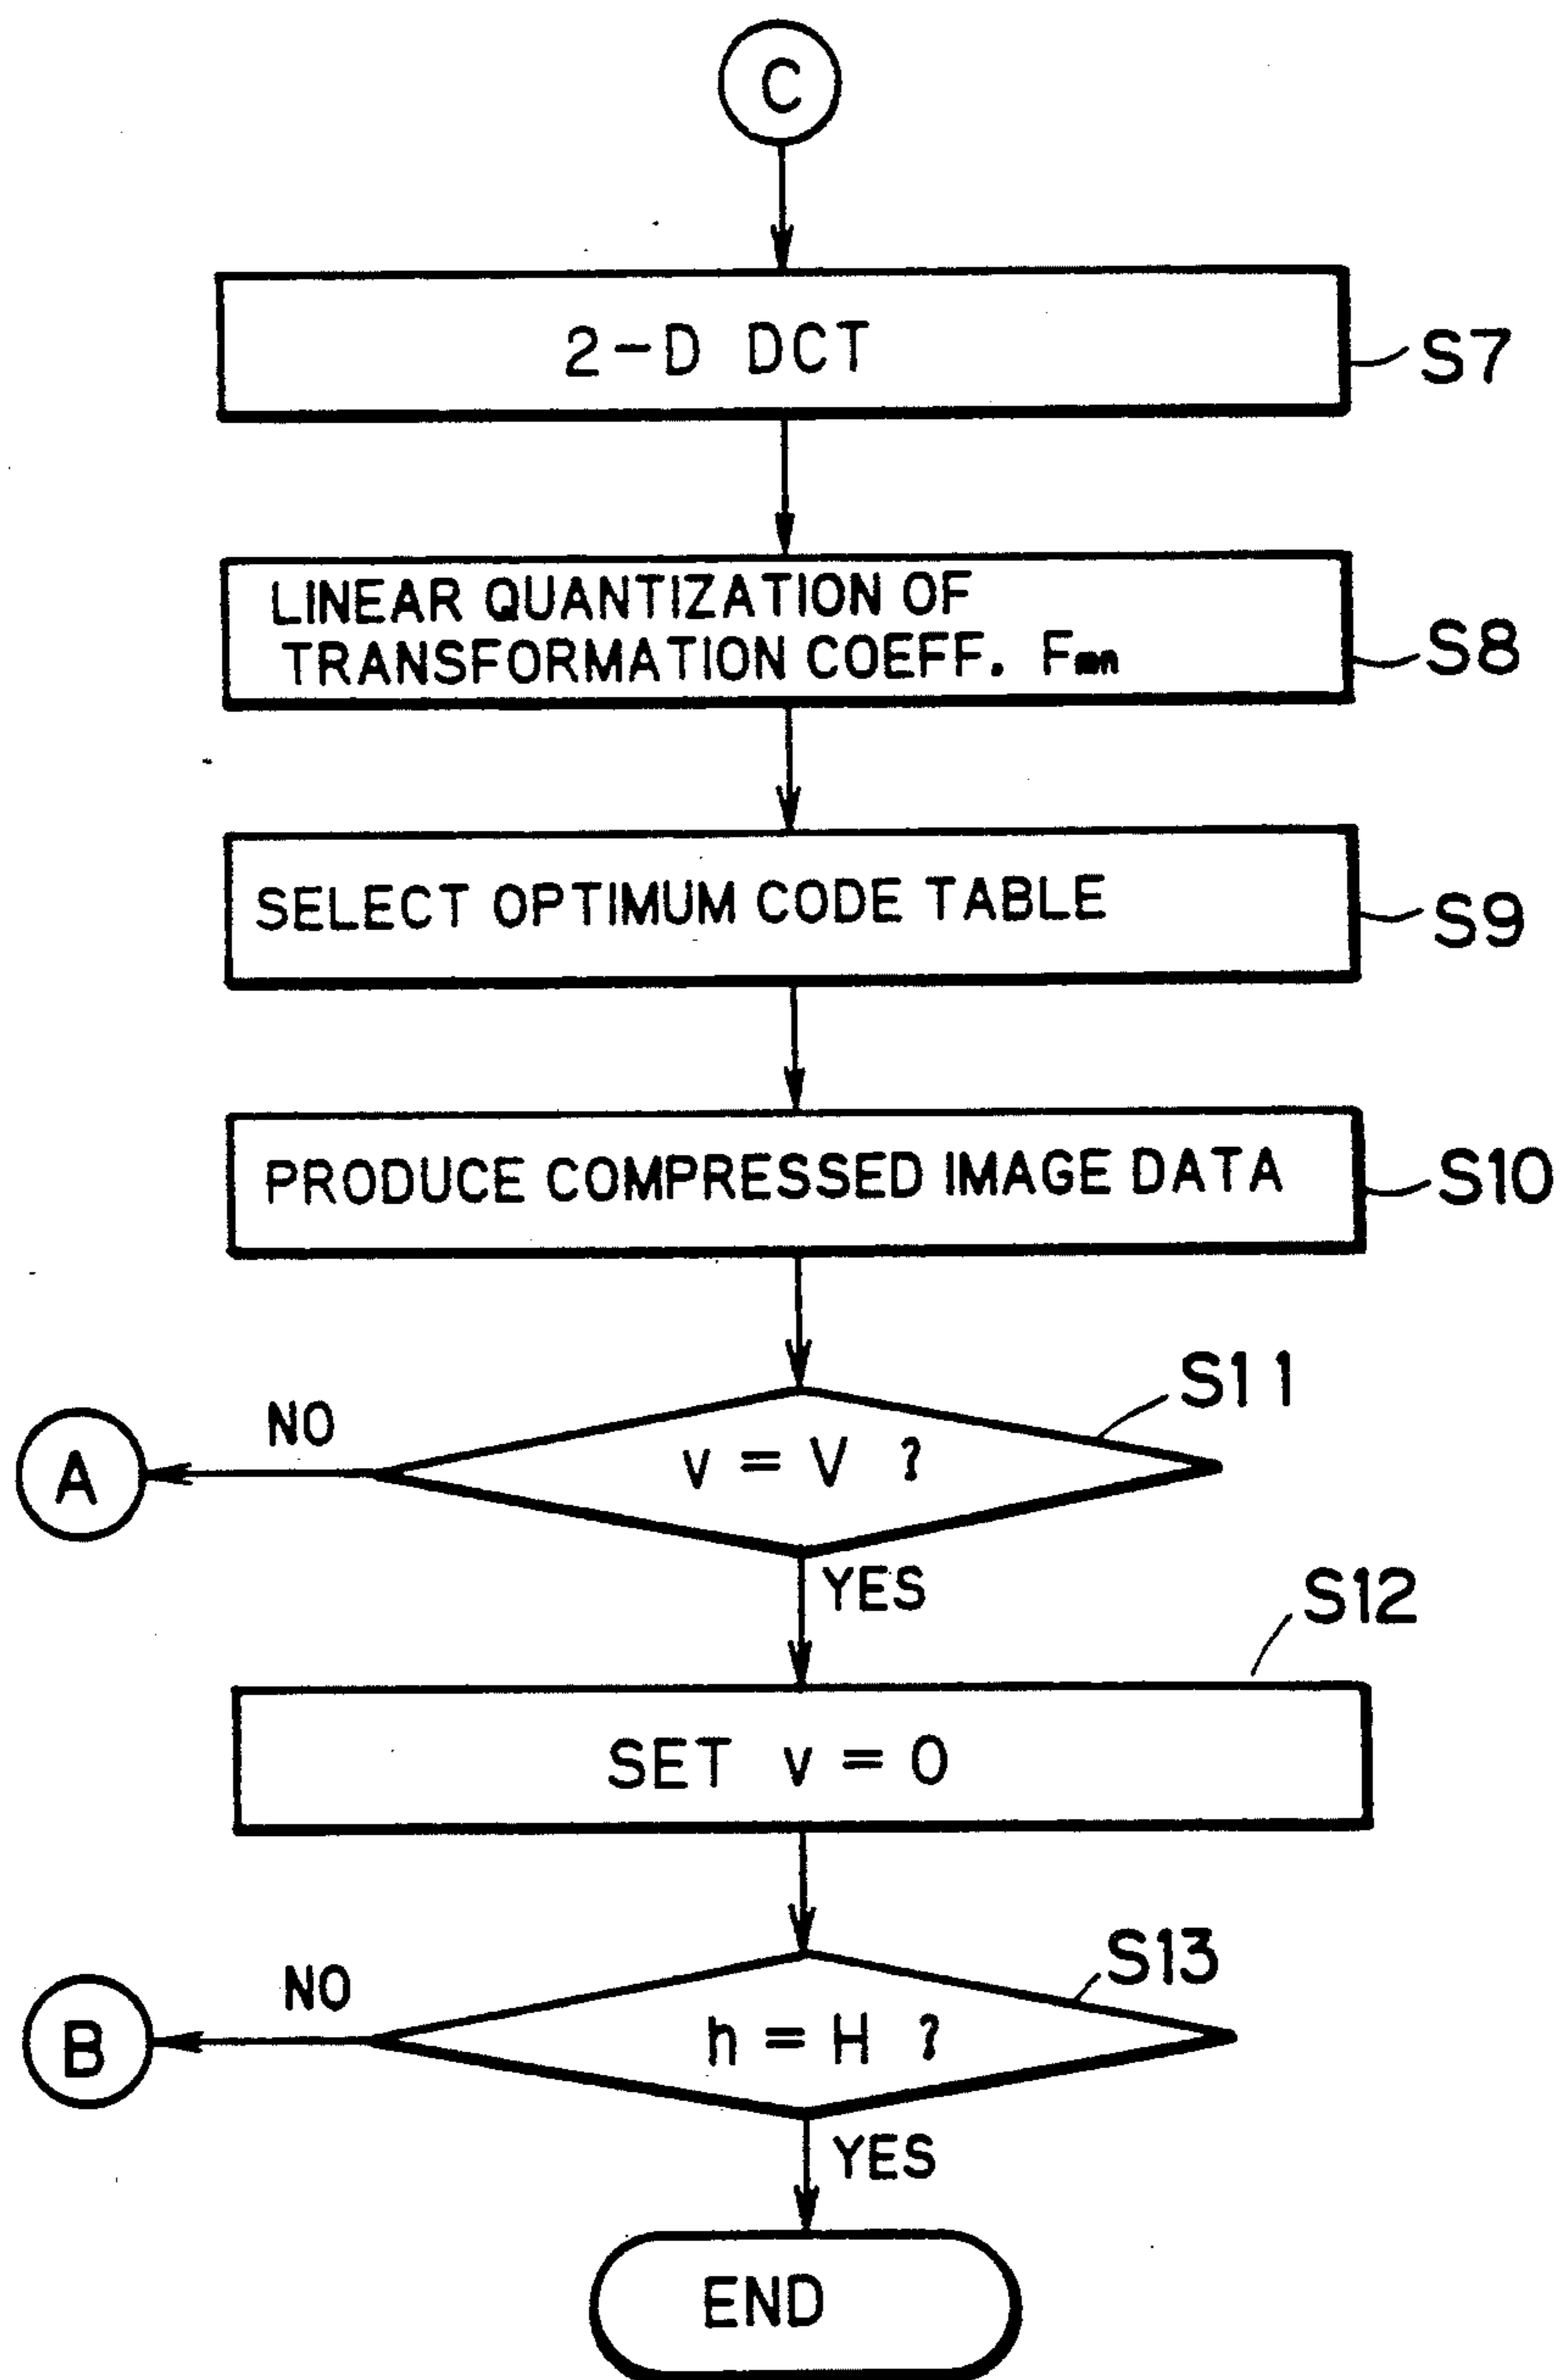 C
2-D DCT
S7
LINEAR QUANTIZATION OF
TRANSFORMATION COEFF. Fmn
S8
SELECT OPTIMUM CODE TABLE
S9
PRODUCE COMPRESSED IMAGE DATA
S10
S11
NO
A
v = V ?
YES
S12
SET v = 0
S13
NO
B
h = H ?
YES
END